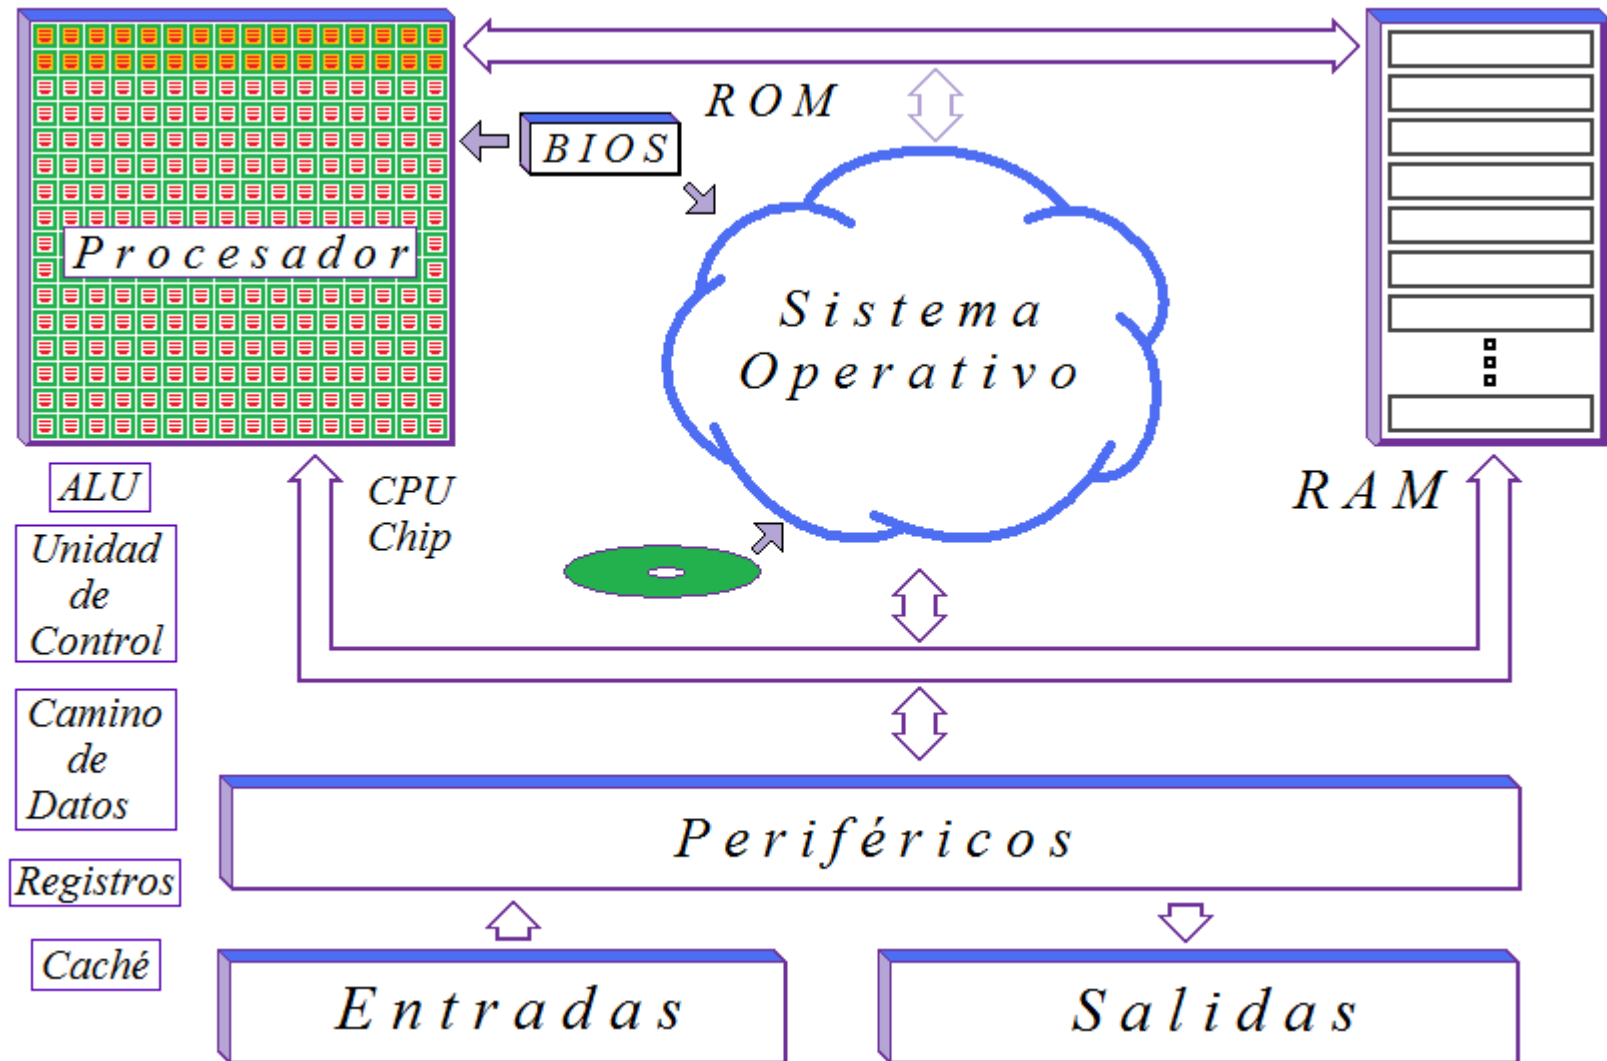 ROM
BIOS
Procesador
Sistema
Operativo
ALU
CPU
Chip
RAM
Unidad
de
Control
Camino
de
Datos
Periféricos
Registros
Caché
Entradas
Salidas